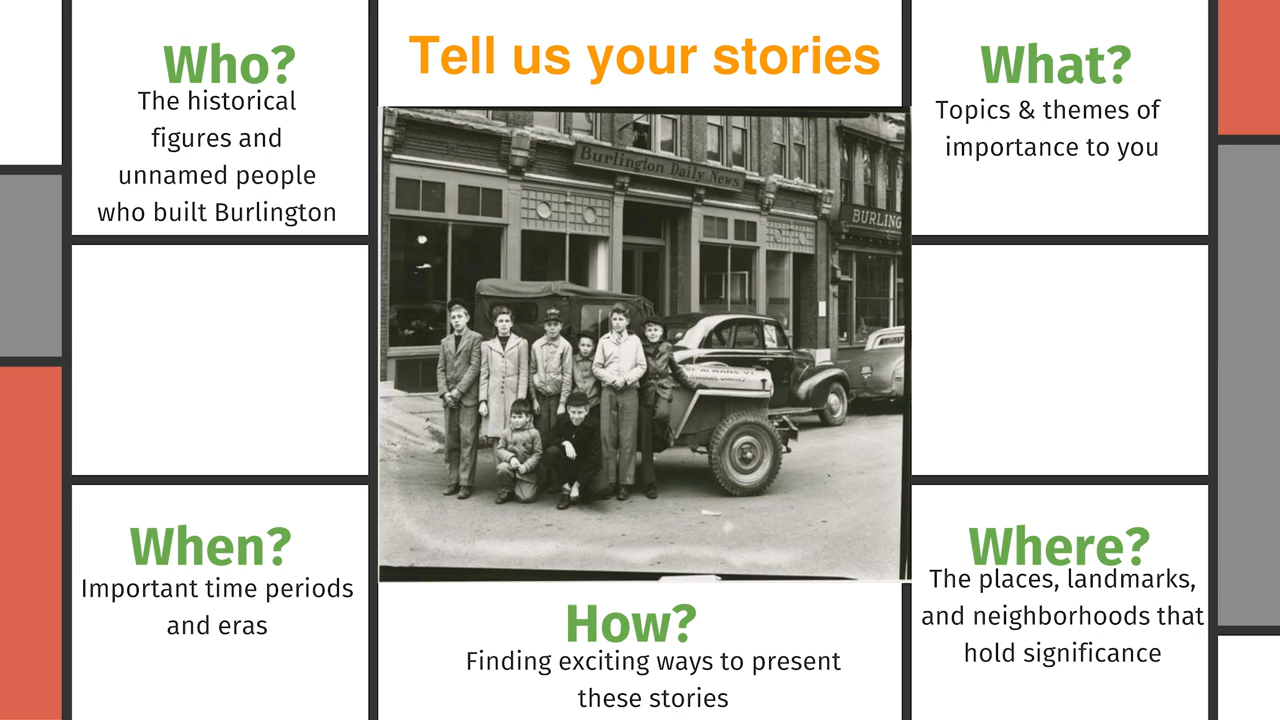 Tell us your stories
Who?
The historical
figures and
unnamed people
who built Burlington
What?
Topics & themes of
importance to you
Burlington Daily News
BURLING
When?
Important time periods
and eras
Where?
The places, landmarks,
and neighborhoods that
hold significance
How?
Finding exciting ways to present
these stories